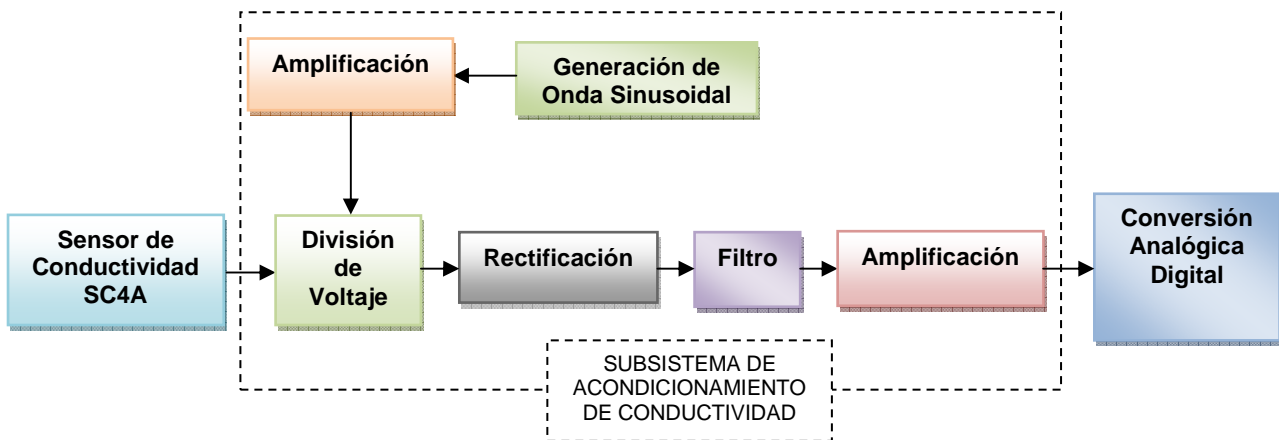 Amplificación
Generación de
Onda Sinusoidal
Sensor de
Conductividad
SC4A
División
de
Voltaje
Rectificación
Filtro
Amplificación
Conversión
Analógica
Digital
SUBSISTEMA DE
ACONDICIONAMIENTO
DE CONDUCTIVIDAD